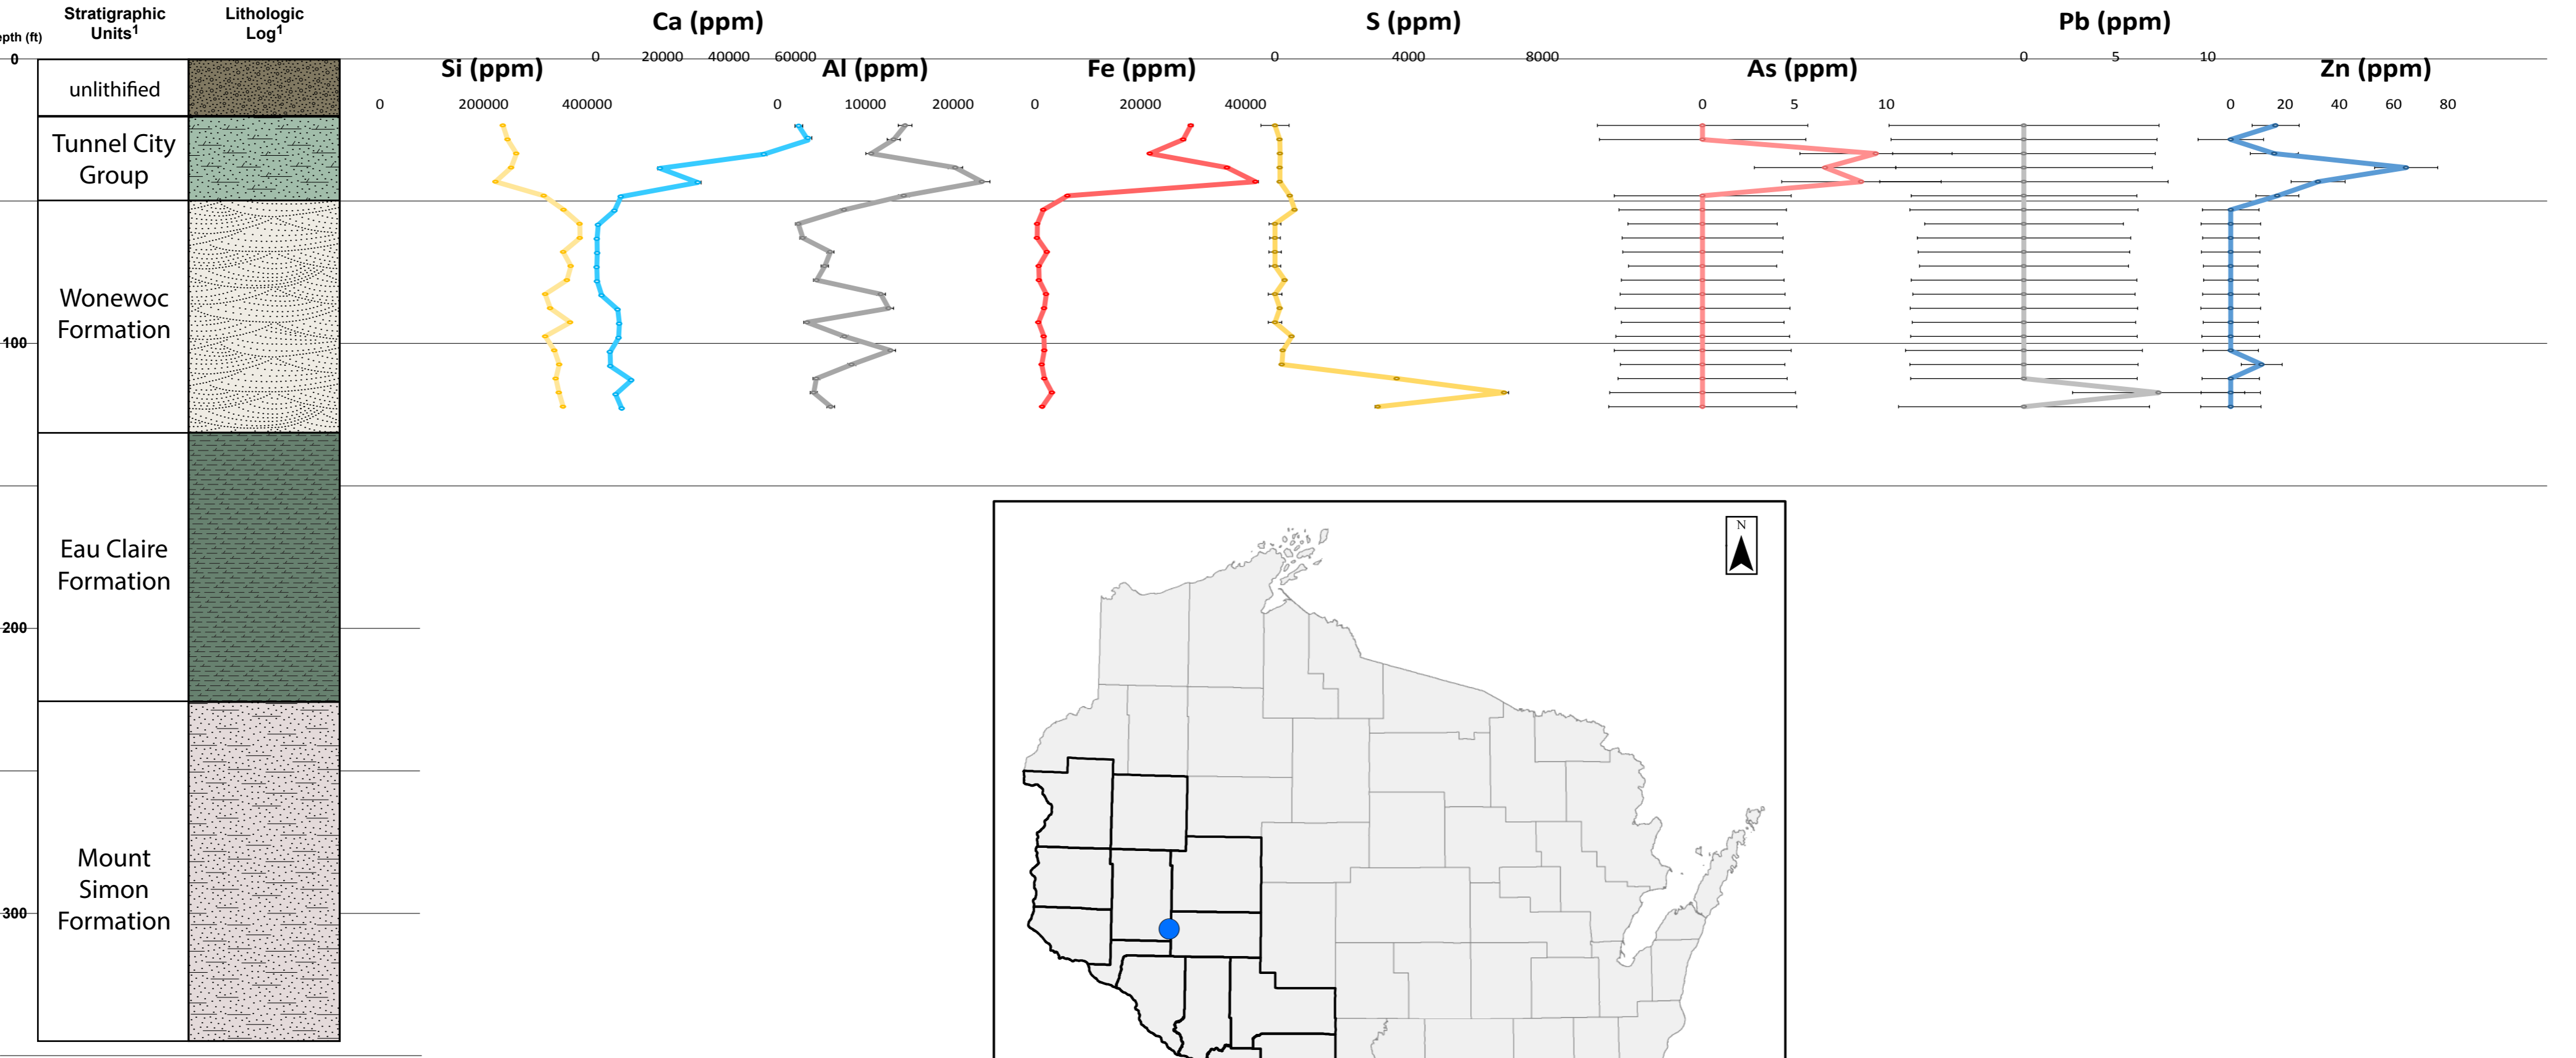 Stratigraphic Units1
Lithologic Log1
Ca (ppm)
S (ppm)
Pb (ppm)
epth (ft)
0
0 20000 40000 60000
0 4000 8000
0 5 10
Si (ppm)
Al (ppm)
Fe (ppm)
As (ppm)
Zn (ppm)
0 200000 400000
0 10000 20000
0 20000 40000
0 5 10
0 20 40 60 80
unlithified
Tunnel City
Group
Wonewoc
Formation
100
Eau Claire
Formation
200
Mount
Simon
Formation
300
N